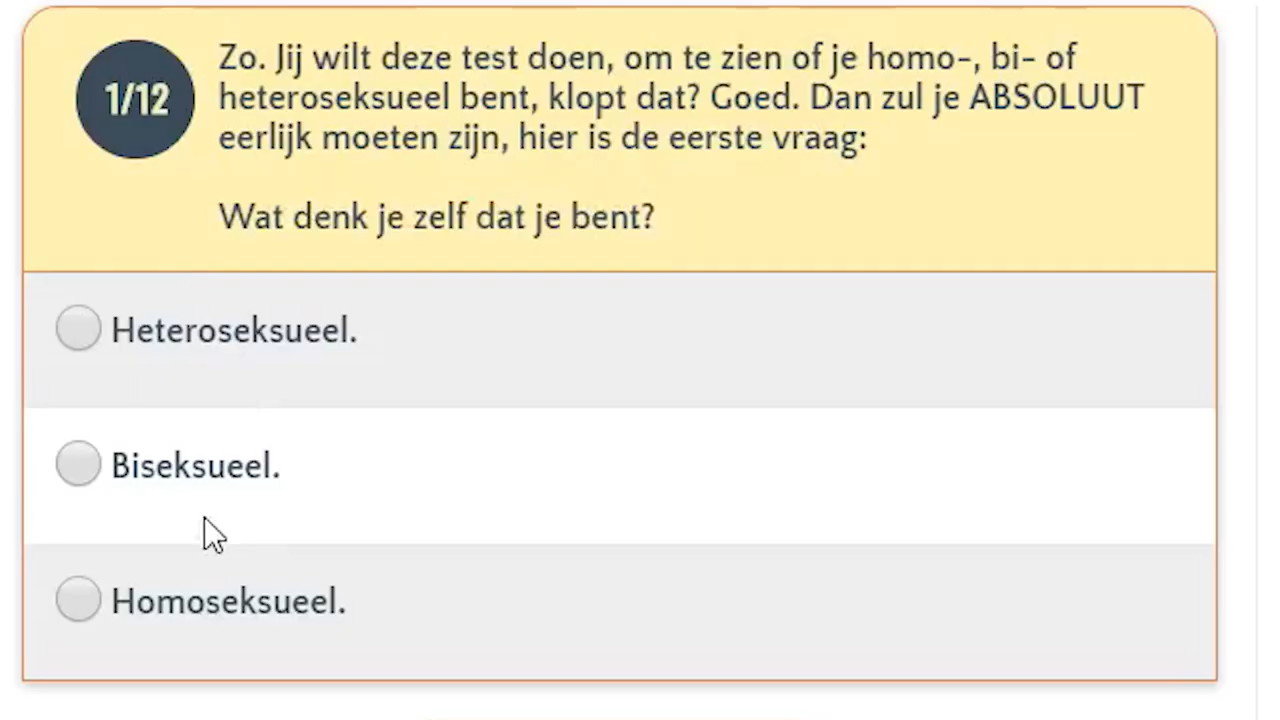 1/12
Zo. Jij wilt deze test doen, om te zien of je homo-, bi- of
heteroseksueel bent, klopt dat? Goed. Dan zul je ABSOLUUT
eerlijk moeten zijn, hier is de eerste vraag:
Wat denk je zelf dat je bent?
Heteroseksueel.
Biseksueel.
Homoseksueel.